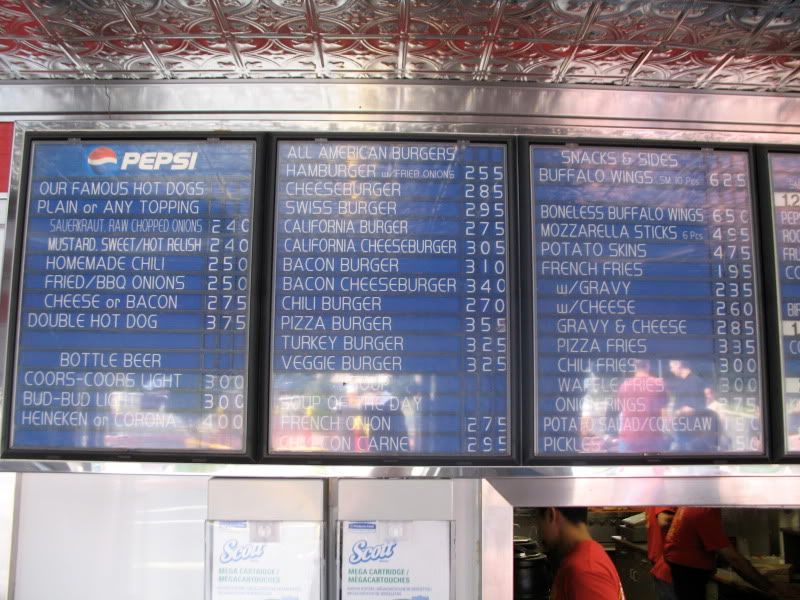 PEPSI
OUR FAMOUS HOT DOGS
PLAIN or ANY TOPPING
SAUERKRAUT, RAW CHOPPED ONIONS 240
MUSTARD, SWEET/HOT RELISH 240
HOMEMADE CHILI 250
FRIED/BBQ ONIONS 250
CHEESE or BACON 275
DOUBLE HOT DOG 375
BOTTLE BEER
COORS-COORS LIGHT 300
BUD-BUD LIGHT 300
HEINEKEN or CORONA 400
ALL AMERICAN BURGERS
HAMBURGER w/FRIED ONIONS 255
CHEESEBURGER 285
SWISS BURGER 295
CALIFORNIA BURGER 275
CALIFORNIA CHEESEBURGER 305
BACON BURGER 310
BACON CHEESEBURGER 340
CHILI BURGER 270
PIZZA BURGER 355
TURKEY BURGER 325
VEGGIE BURGER 325
SOUP
SOUP OF THE DAY
FRENCH ONION 275
CHILI CON CARNE 295
SNACKS & SIDES
BUFFALO WINGS SM 10 Pcs 625
BONELESS BUFFALO WINGS 650
MOZZARELLA STICKS 6 Pcs 495
POTATO SKINS 475
FRENCH FRIES 195
w/GRAVY 235
w/CHEESE 260
GRAVY & CHEESE 285
PIZZA FRIES 335
CHILI FRIES 300
WAFFLE FRIES 300
ONION RINGS 375
POTATO SALAD/COLESLAW
PICKLES
Scott
MEGA CARTRIDGE /
MÉGACARTOUCHES
Scott
MEGA CARTRIDGE /
MÉGACARTOUCHES